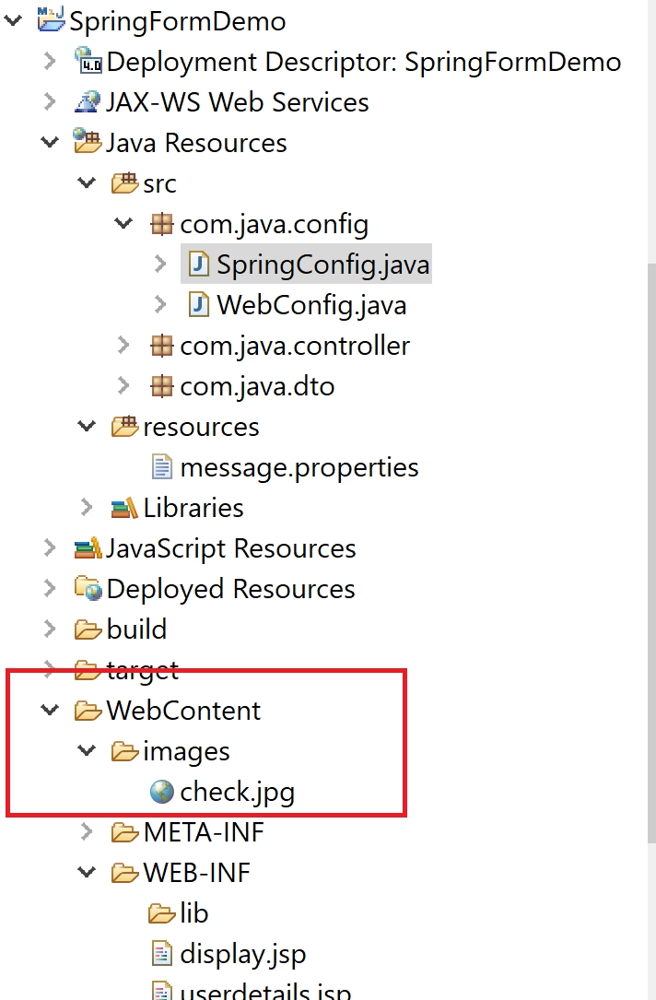 SpringFormDemo
Deployment Descriptor: SpringFormDemo
JAX-WS Web Services
Java Resources
src
com.java.config
SpringConfig.java
WebConfig.java
com.java.controller
com.java.dto
resources
message.properties
Libraries
JavaScript Resources
Deployed Resources
build
target
WebContent
images
check.jpg
META-INF
WEB-INF
lib
display.jsp
userdetails.jsp